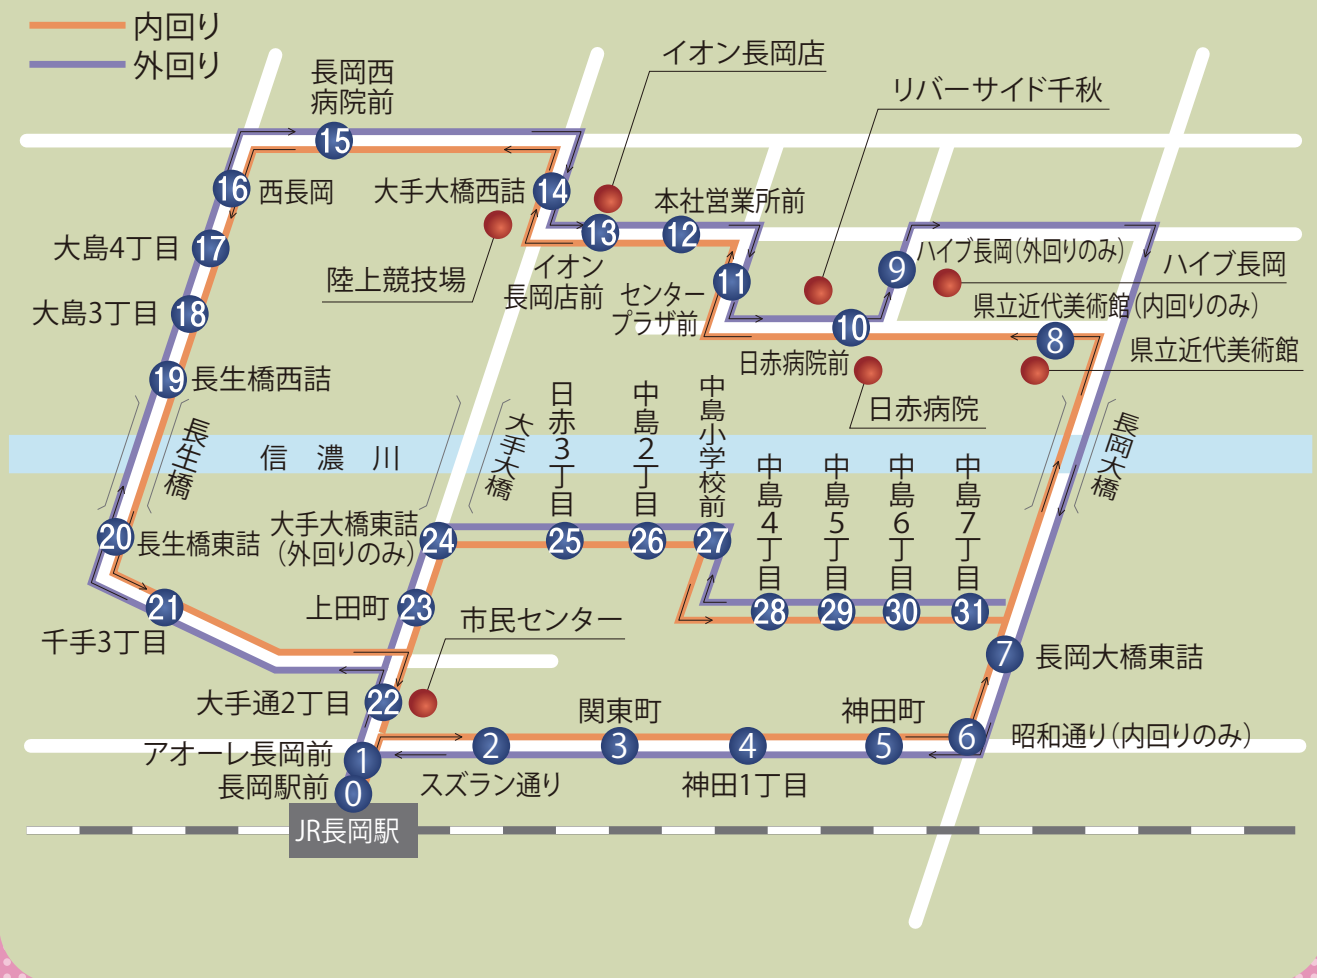 内回り
外回り
長岡西
病院前
イオン長岡店
リバーサイド千秋
15
16
西長岡
大手大橋西詰
14
本社営業所前
13
12
大島4丁目
17
陸上競技場
イオン
長岡店前
センター
プラザ前
11
9
ハイブ長岡(外回りのみ)
ハイブ長岡
県立近代美術館(内回りのみ)
大島3丁目
18
10
8
県立近代美術館
日赤病院前
19
長生橋西詰
日赤病院
長生橋
信濃川
大手大橋
日赤3丁目
中島2丁目
中島小学校前
中島4丁目
中島5丁目
中島6丁目
中島7丁目
長岡大橋
20
長生橋東詰
大手大橋東詰
(外回りのみ)
24
25
26
27
21
千手3丁目
上田町
23
市民センター
28
29
30
31
7
長岡大橋東詰
大手通2丁目
22
関東町
神田町
アオーレ長岡前
1
2
3
4
5
6
昭和通り(内回りのみ)
長岡駅前
0
スズラン通り
神田1丁目
JR長岡駅